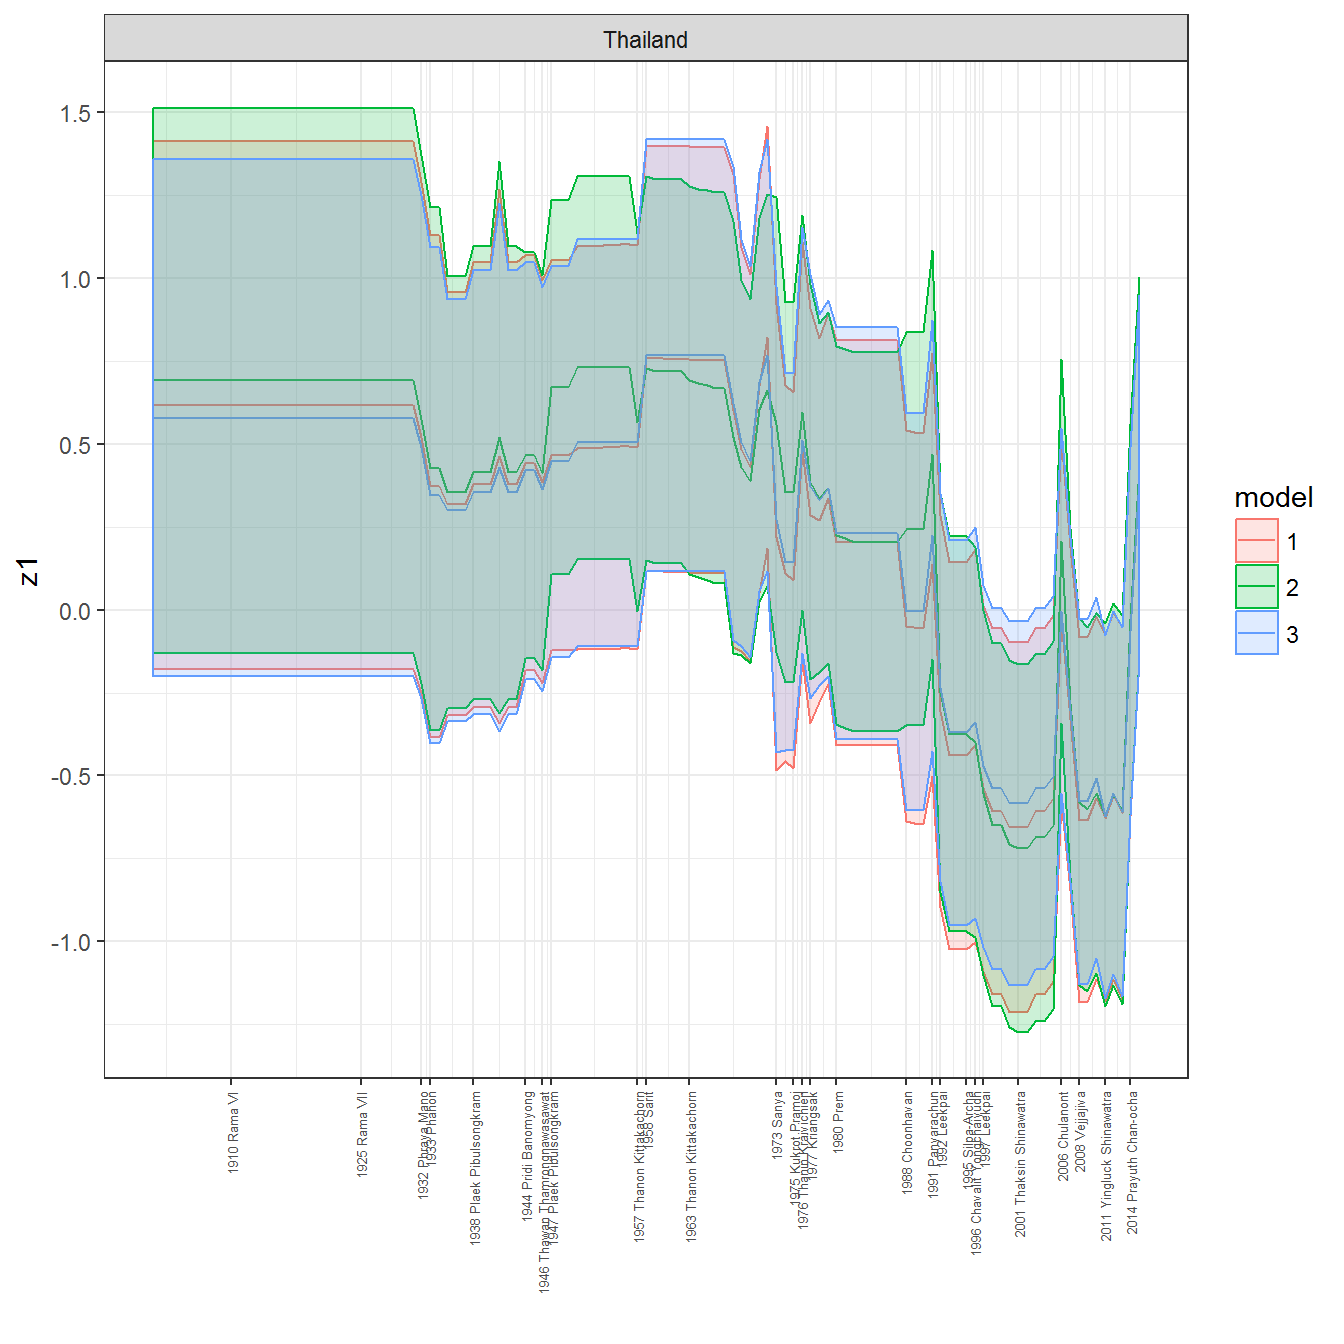 Thailand
1.5
1.0
0.5
0.0
-0.5
-1.0
z1
1910 Rama VI
1925 Rama VII
1932 Phraya Mano
1933 Phahon
1938 Plaek Pibulsongkram
1944 Pridi Banomyong
1946 Thawan Thamrongnawasawat
1947 Plaek Pibulsongkram
1957 Thanon Kittakachorn
1958 Sarit
1963 Thanon Kittakachorn
1973 Sanya
1975 Kukrot Pramoj
1976 Thanin Kraivichien
1977 Kriangsak
1980 Prem
1988 Choonhavan
1991 Panyarachun
1992 Leekpai
1995 Silpa-Archa
1996 Chavalit Yongchaiyudh
1997 Leekpai
2001 Thaksin Shinawatra
2006 Chulanont
2008 Vejjajiva
2011 Yingluck Shinawatra
2014 Prayuth Chan-ocha
model
1
2
3